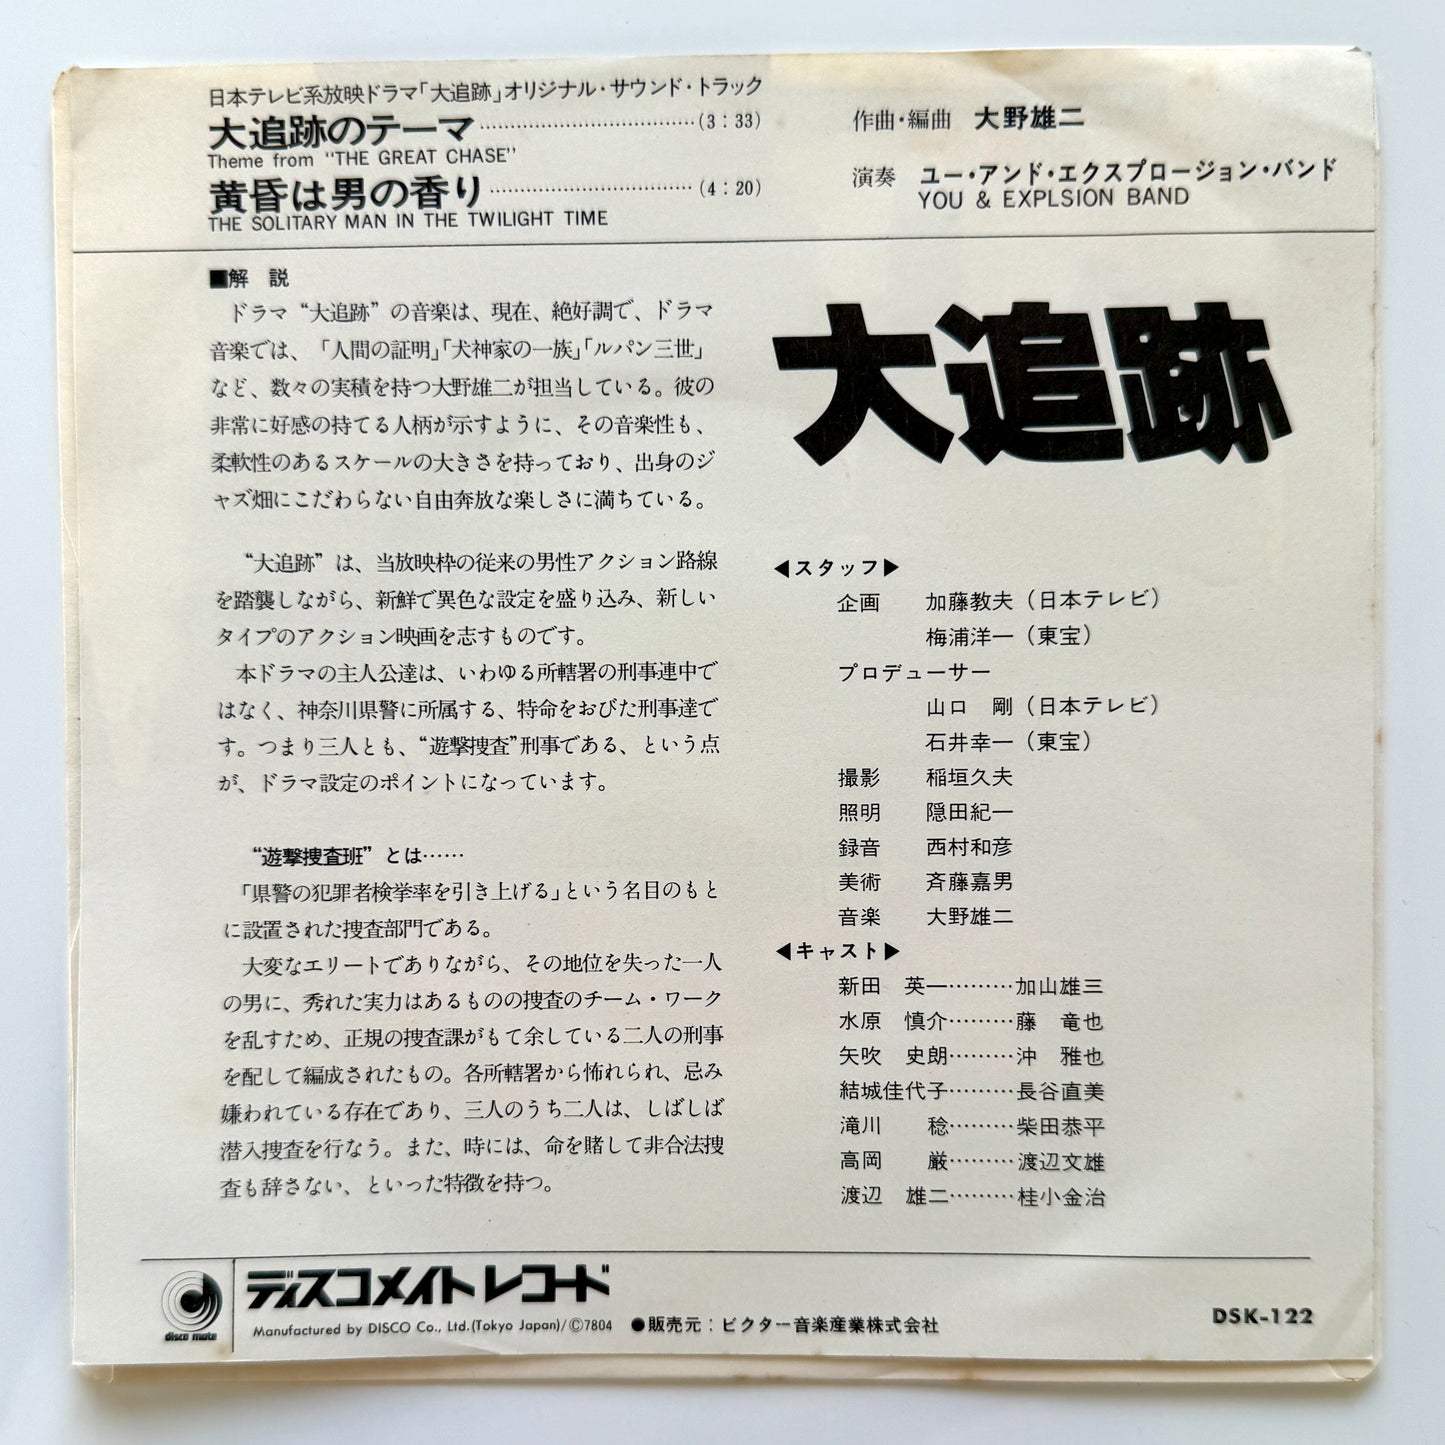 日本テレビ系放映ドラマ「大追跡」オリジナル・サウンド・トラック
大追跡のテーマ……………………………(3：33)
Theme from "THE GREAT CHASE"
黄昏は男の香り……………………………(4：20)
THE SOLITARY MAN IN THE TWILIGHT TIME
作曲・編曲　大野雄二
演奏　ユー・アンド・エクスプロージョン・バンド
YOU & EXPLSION BAND
■解　説
ドラマ“大追跡”の音楽は、現在、絶好調で、ドラマ
音楽では、「人間の証明」「犬神家の一族」「ルパン三世」
など、数々の実積を持つ大野雄二が担当している。彼の
非常に好感の持てる人柄が示すように、その音楽性も、
柔軟性のあるスケールの大きさを持っており、出身のジ
ャズ畑にこだわらない自由奔放な楽しさに満ちている。
“大追跡”は、当放映枠の従来の男性アクション路線
を踏襲しながら、新鮮で異色な設定を盛り込み、新しい
タイプのアクション映画を志すものです。
本ドラマの主人公達は、いわゆる所轄署の刑事連中で
はなく、神奈川県警に所属する、特命をおびた刑事達で
す。つまり三人とも、“遊撃捜査”刑事である、という点
が、ドラマ設定のポイントになっています。
“遊撃捜査班”とは……
「県警の犯罪者検挙率を引き上げる」という名目のもと
に設置された捜査部門である。
大変なエリートでありながら、その地位を失った一人
の男に、秀れた実力はあるものの捜査のチーム・ワーク
を乱すため、正規の捜査課がもて余している二人の刑事
を配して編成されたもの。各所轄署から怖れられ、忌み
嫌われている存在であり、三人のうち二人は、しばしば
潜入捜査を行なう。また、時には、命を賭して非合法捜
査も辞さない、といった特徴を持つ。
大追跡
◀スタッフ▶
企画　加藤教夫（日本テレビ）
梅浦洋一（東宝）
プロデューサー
山口　剛（日本テレビ）
石井幸一（東宝）
撮影　稲垣久夫
照明　隠田紀一
録音　西村和彦
美術　斉藤嘉男
音楽　大野雄二
◀キャスト▶
新田　英一………加山雄三
水原　慎介………藤　竜也
矢吹　史朗………沖　雅也
結城佳代子………長谷直美
滝川　稔………柴田恭平
高岡　厳………渡辺文雄
渡辺　雄二………桂小金治
disco mate
ディスコメイトレコード
Manufactured by DISCO Co., Ltd.(Tokyo Japan)/Ⓒ7804　●販売元：ビクター音楽産業株式会社
DSK-122